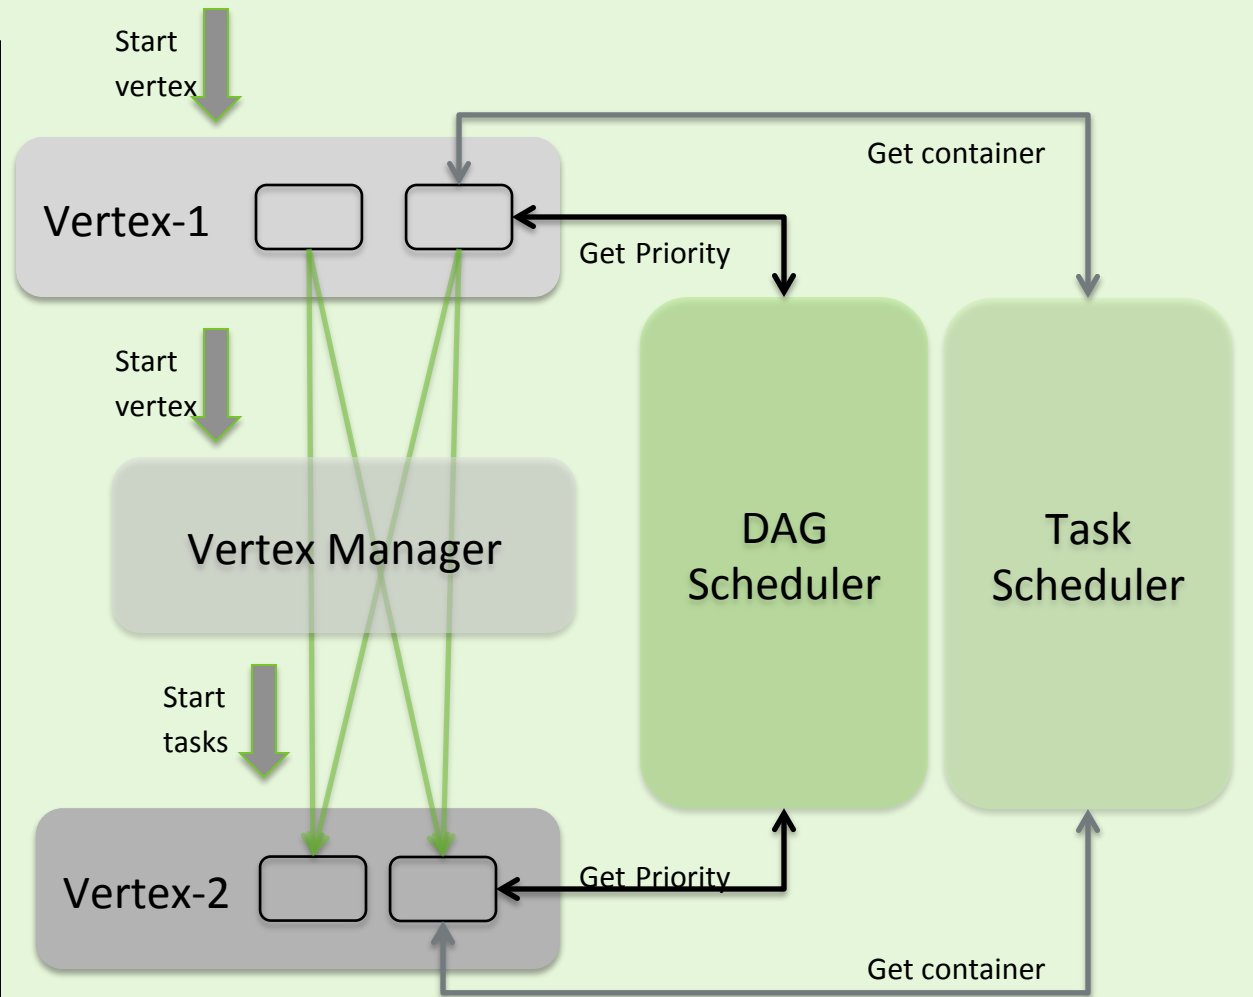 Start
vertex
Get container
Vertex-1
Get Priority
Start
vertex
Vertex Manager
DAG
Scheduler
Task
Scheduler
Start
tasks
Vertex-2
Get Priority
Get container